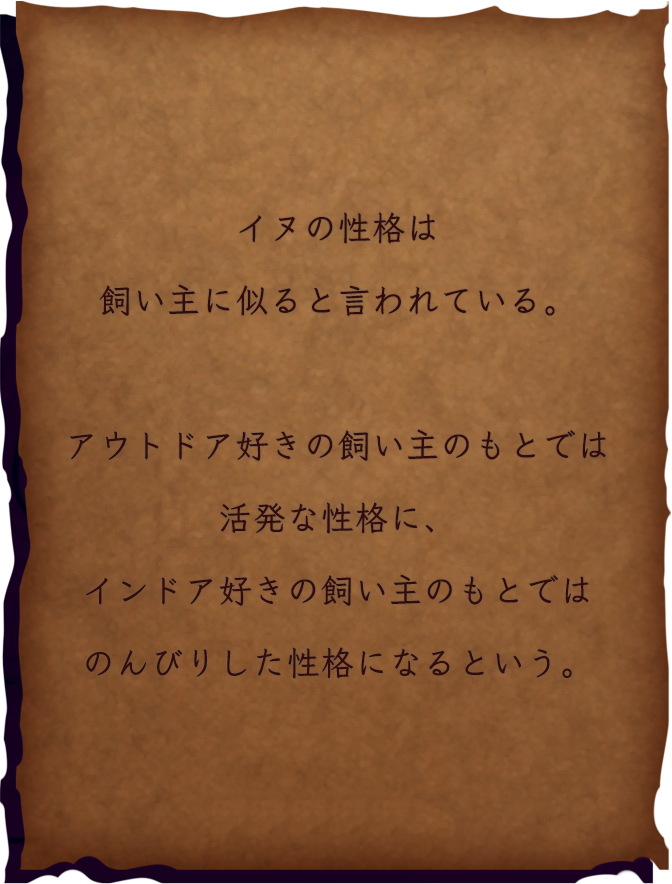 イヌの性格は
飼い主に似ると言われている。
アウトドア好きの飼い主のもとでは
活発な性格に、
インドア好きの飼い主のもとでは
のんびりした性格になるという。